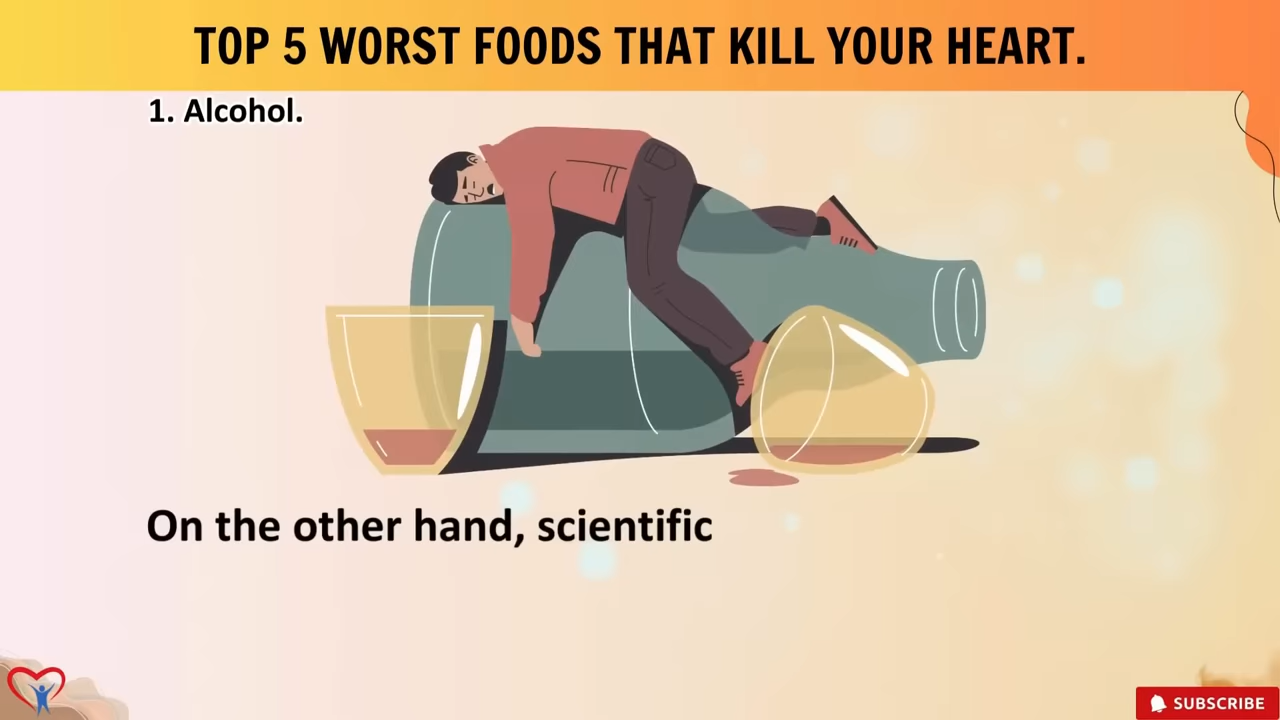 TOP 5 WORST FOODS THAT KILL YOUR HEART.
1. Alcohol.
On the other hand, scientific
SUBSCRIBE